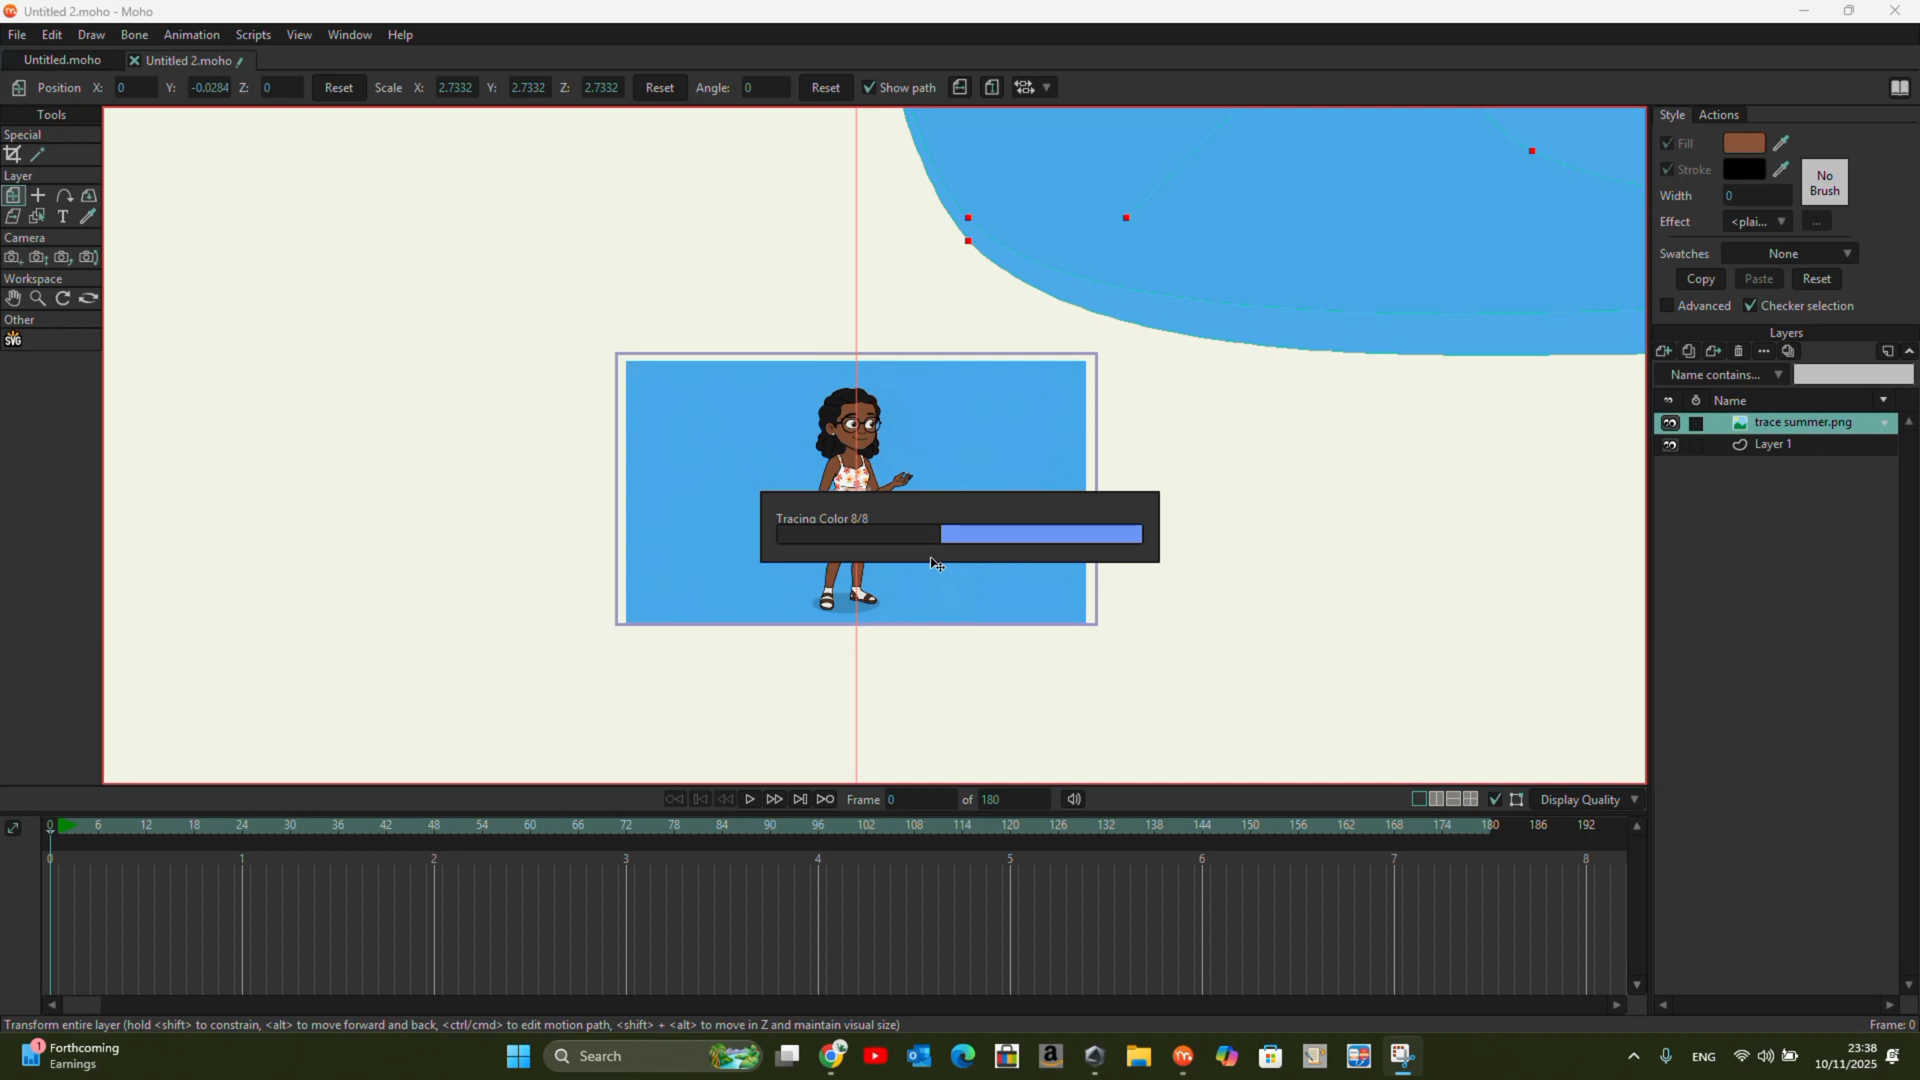 Untitled 2.moho - Moho
File Edit Draw Bone Animation Scripts View Window Help
Untitled.moho Untitled 2.moho
Position X: 0 Y: -0.0284 Z: 0 Reset Scale X: 2.7332 Y: 2.7332 Z: 2.7332 Reset Angle: 0 Reset Show path
Tools
Special
Layer
T
Camera
Workspace
Other
SVG
Style Actions
Fill
Stroke
No
Brush
Width 0
Effect <plai... ...
Swatches None
Copy Paste Reset
Advanced Checker selection
Layers
Name contains...
Name
trace summer.png
Layer 1
Tracing Color 8/8
Frame 0 of 180 Display Quality
0 6 12 18 24 30 36 42 48 54 60 66 72 78 84 90 96 102 108 114 120 126 132 138 144 150 156 162 168 174 180 186 192
0 1 2 3 4 5 6 7 8
Transform entire layer (hold <shift> to constrain, <alt> to move forward and back, <ctrl/cmd> to edit motion path, <shift> + <alt> to move in Z and maintain visual size) Frame: 0
1 Forthcoming
Earnings
Search
ENG
23:38
10/11/2025